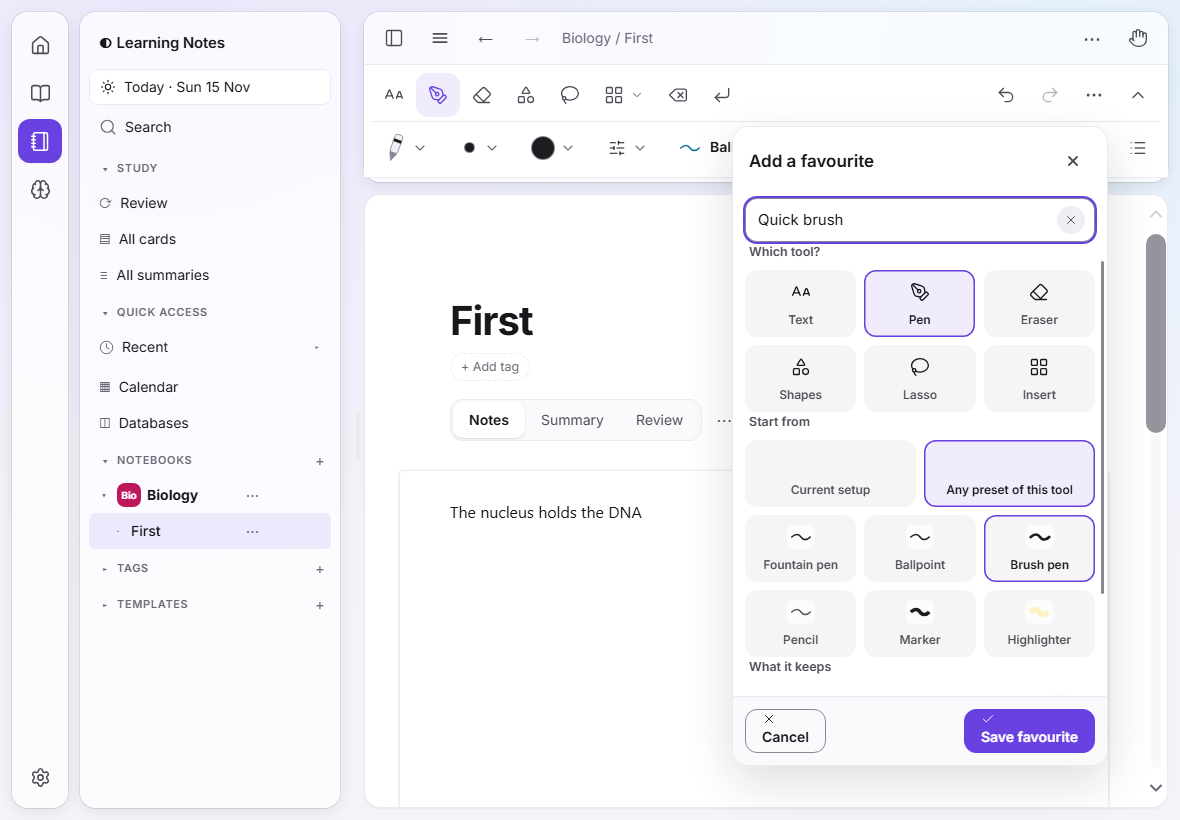 Learning Notes
Today · Sun 15 Nov
Search
STUDY
Review
All cards
All summaries
QUICK ACCESS
Recent
Calendar
Databases
NOTEBOOKS
Bio Biology
First
TAGS
TEMPLATES
Biology / First
AA
Bal
First
+ Add tag
Notes Summary Review
The nucleus holds the DNA
Add a favourite
Quick brush
Which tool?
AA
Text Pen Eraser
Shapes Lasso Insert
Start from
Current setup Any preset of this tool
Fountain pen Ballpoint Brush pen
Pencil Marker Highlighter
What it keeps
Cancel Save favourite